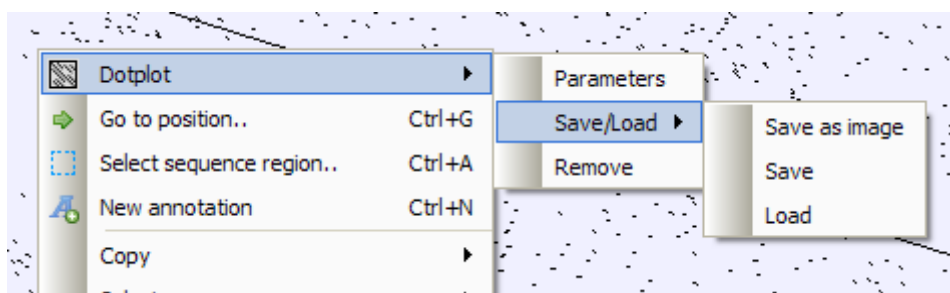 Dotplot
Go to position.. Ctrl+G
Select sequence region.. Ctrl+A
New annotation Ctrl+N
Copy
Parameters
Save/Load
Remove
Save as image
Save
Load